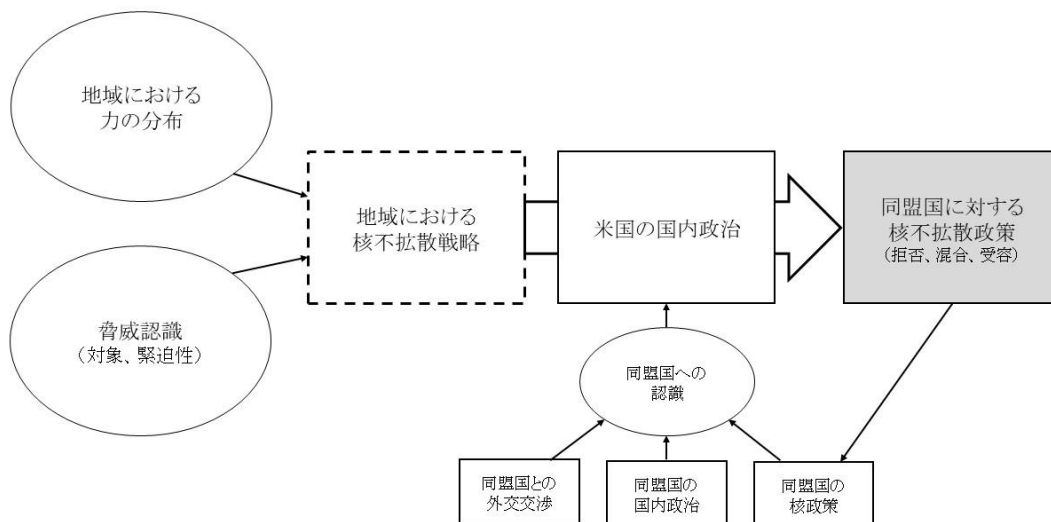 地域における
力の分布
脅威認識
（対象、緊迫性）
地域における
核不拡散戦略
米国の国内政治
同盟国に対する
核不拡散政策
（拒否、混合、受容）
同盟国への
認識
同盟国との
外交交渉
同盟国の
国内政治
同盟国の
核政策